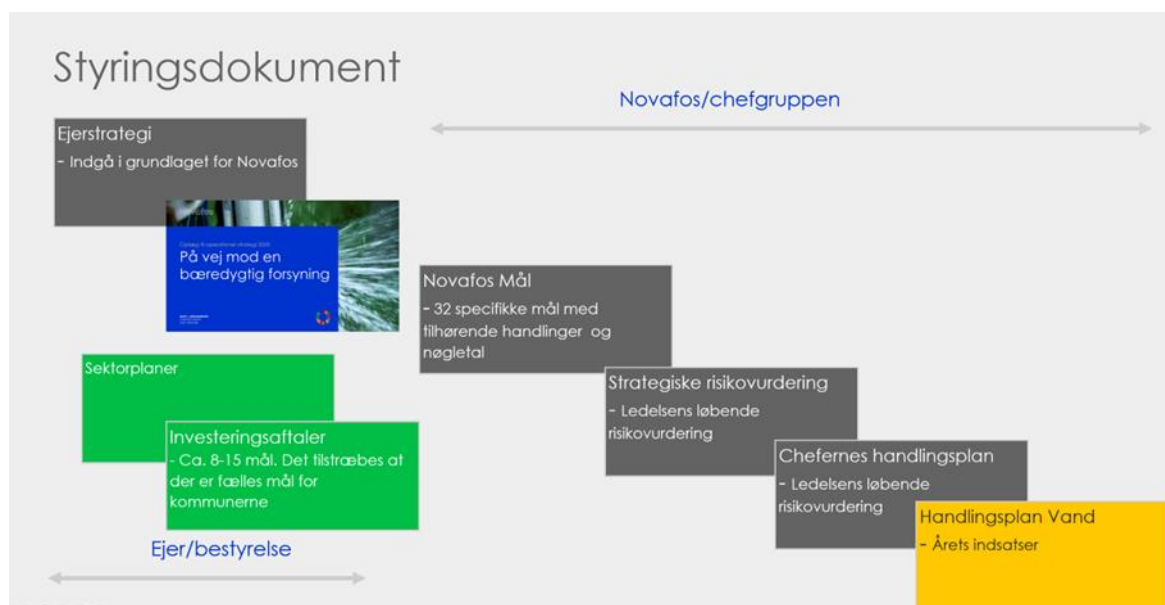 Styringsdokument
Novafos/chefgruppen
Ejerstrategi
- Indgå i grundlaget for Novafos
På vej mod en
bæredygtig forsyning
Novafos Mål
- 32 specifikke mål med
tilhørende handlinger og
nøgletal
Sektorplaner
Strategiske risikovurdering
- Ledelsens løbende
risikovurdering
Investeringsaftaler
- Ca. 8-15 mål. Det tilstræbes at
der er fælles mål for
kommunerne
Chefernes handlingsplan
- Ledelsens løbende
risikovurdering
Handlingsplan Vand
- Årets indsatser
Ejer/bestyrelse